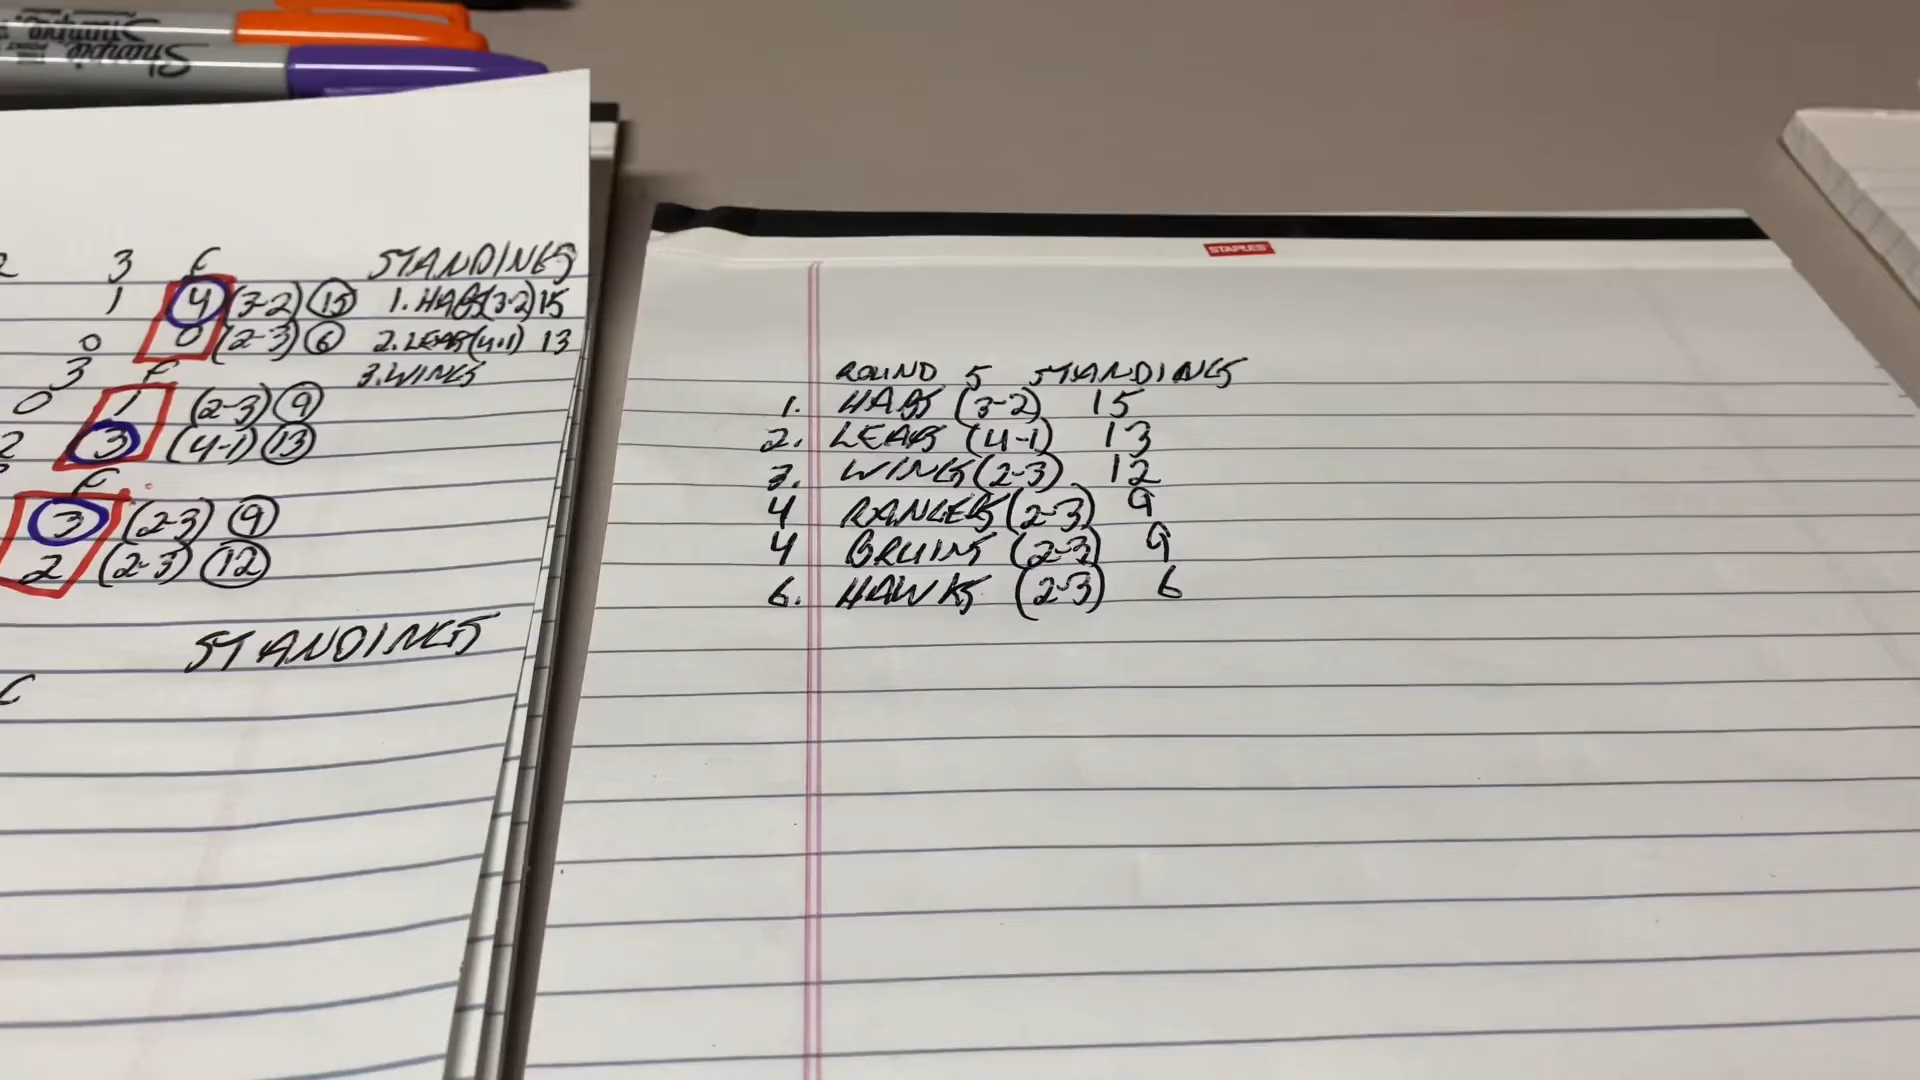 Sharpie
2 3 F STANDINGS
1 4 (3-2) 15 1. HABS (3-2) 15
0 0 (2-3) 6 2. LEAFS (4-1) 13
3 F 3. WINGS
0 1 (2-3) 9
2 3 (4-1) 13
F
3 (2-3) 9
2 (2-3) 12
STANDINGS
STAPLES
ROUND 5 STANDINGS
1. HABS (3-2) 15
2. LEAFS (4-1) 13
3. WINGS (2-3) 12
4 RANGERS (2-3) 9
4 BRUINS (2-3) 9
6. HAWKS (2-3) 6